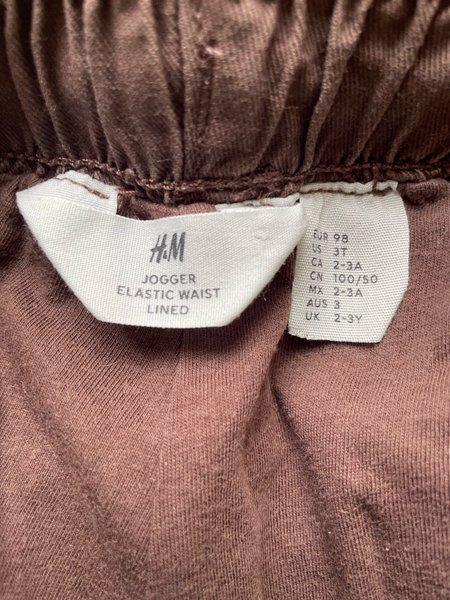 H&M
JOGGER
ELASTIC WAIST
LINED
EUR 98
US 3T
CA 2-3A
CN 100/50
MX 2-3A
AUS 3
UK 2-3Y